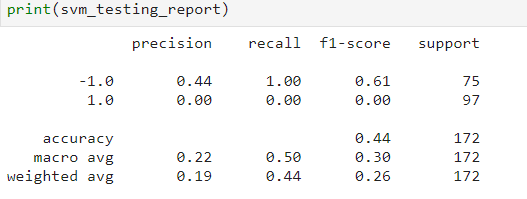 print(svm_testing_report)
precision recall f1-score support
-1.0 0.44 1.00 0.61 75
1.0 0.00 0.00 0.00 97
accuracy 0.44 172
macro avg 0.22 0.50 0.30 172
weighted avg 0.19 0.44 0.26 172